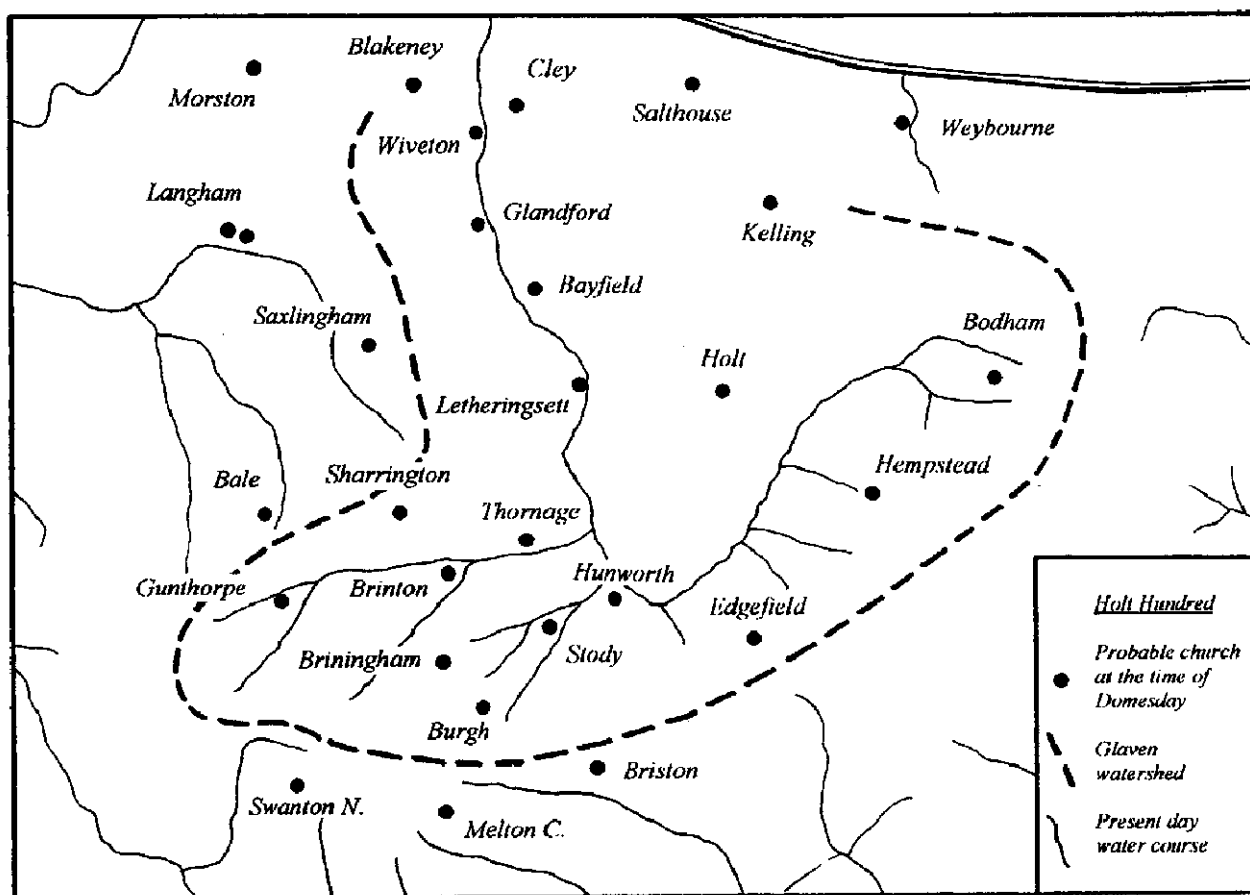 Blakeney
Cley
Morston
Salthouse
Weybourne
Wiveton
Langham
Glandford
Kelling
Bayfield
Saxlingham
Bodham
Holt
Letheringsett
Sharrington
Hempstead
Bale
Thornage
Gunthorpe
Brinton
Hunworth
Edgefield
Stody
Briningham
Burgh
Briston
Swanton N.
Melton C.
Holt Hundred
Probable church
at the time of
Domesday
Glaven
watershed
Present day
water course